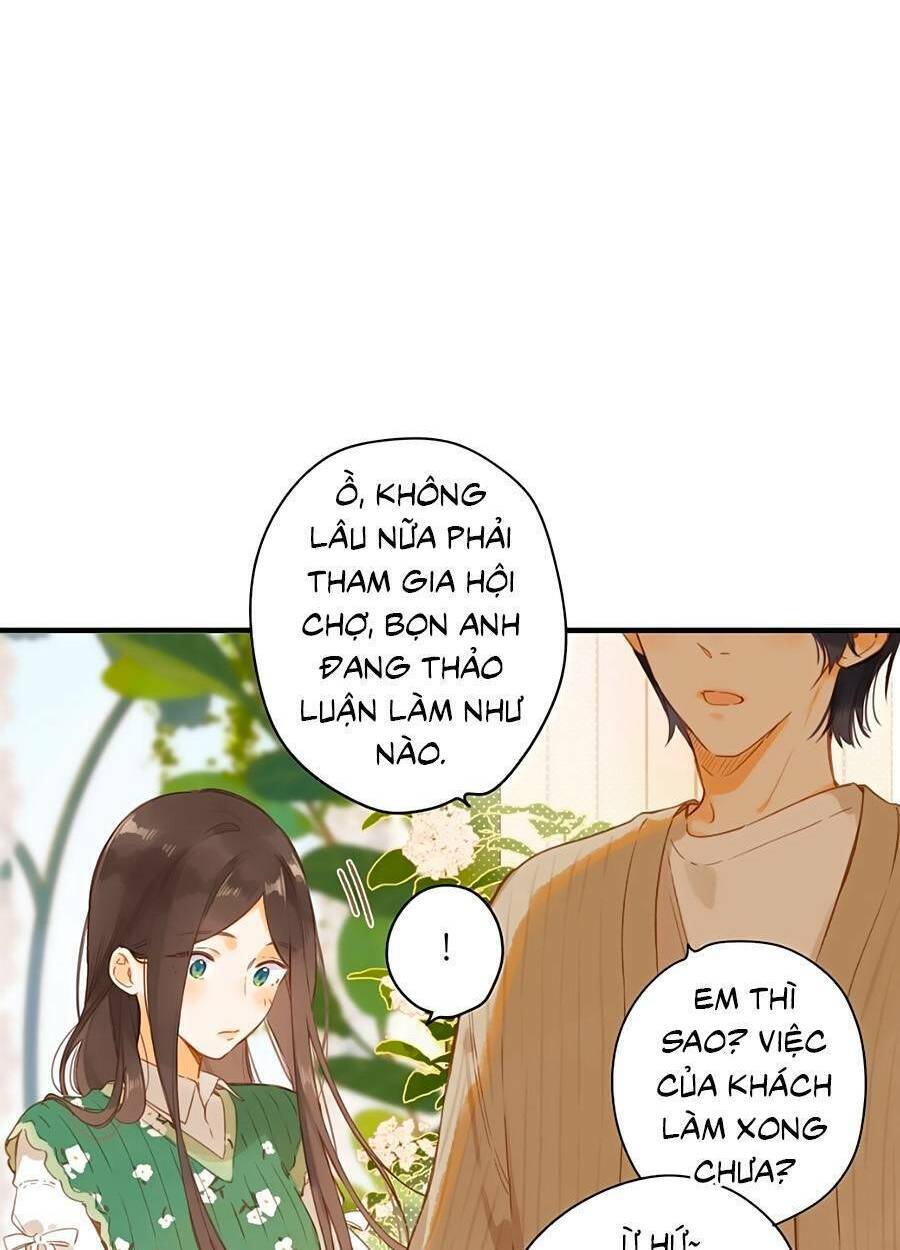 Ồ, KHÔNG
LÂU NỮA PHẢI
THAM GIA HỘI
CHỢ, BỌN ANH
ĐANG THẢO
LUẬN LÀM NHƯ
NÀO.
!
EM THÌ
SAO? VIỆC
CỦA KHÁCH
LÀM XONG
CHƯA?
Ừ HỨ~